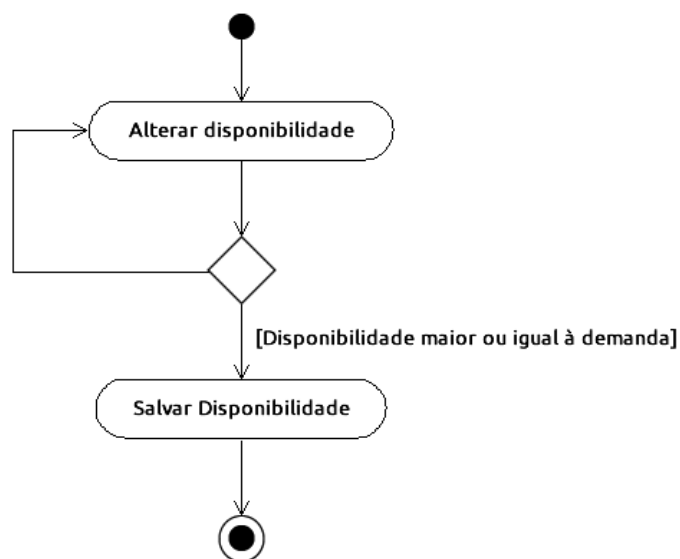 Alterar disponibilidade
[Disponibilidade maior ou igual à demanda]
Salvar Disponibilidade